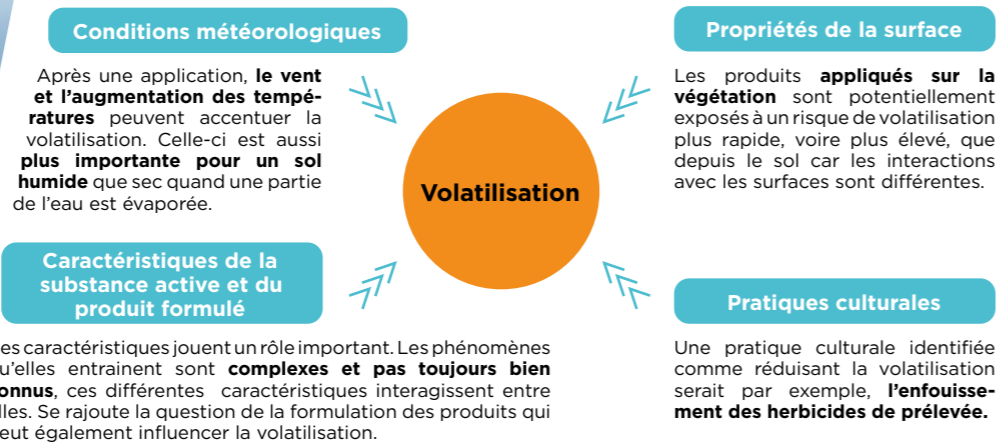 Conditions météorologiques
Après une application, le vent
et l’augmentation des tempé-
ratures peuvent accentuer la
volatilisation. Celle-ci est aussi
plus importante pour un sol
humide que sec quand une partie
de l’eau est évaporée.
Propriétés de la surface
Les produits appliqués sur la
végétation sont potentiellement
exposés à un risque de volatilisation
plus rapide, voire plus élevé, que
depuis le sol car les interactions
avec les surfaces sont différentes.
Volatilisation
Caractéristiques de la
substance active et du
produit formulé
es caractéristiques jouent un rôle important. Les phénomènes
u’elles entrainent sont complexes et pas toujours bien
onnus, ces différentes caractéristiques interagissent entre
lles. Se rajoute la question de la formulation des produits qui
eut également influencer la volatilisation.
Pratiques culturales
Une pratique culturale identifiée
comme réduisant la volatilisation
serait par exemple, l’enfouisse-
ment des herbicides de prélevée.